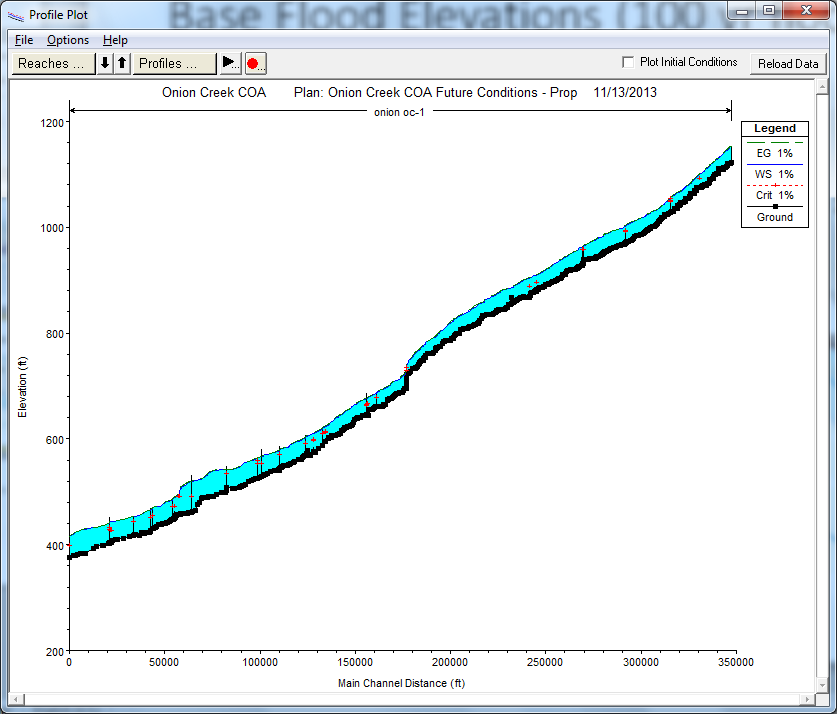 Base Flood Elevations (100 yr
Profile Plot
File Options Help
Reaches ... Profiles ... ... ... Plot Initial Conditions Reload Data
Onion Creek COA Plan: Onion Creek COA Future Conditions - Prop 11/13/2013
onion oc-1
Legend
EG 1%
WS 1%
Crit 1%
Ground
Elevation (ft)
1200
1000
800
600
400
200
0 50000 100000 150000 200000 250000 300000 350000
Main Channel Distance (ft)